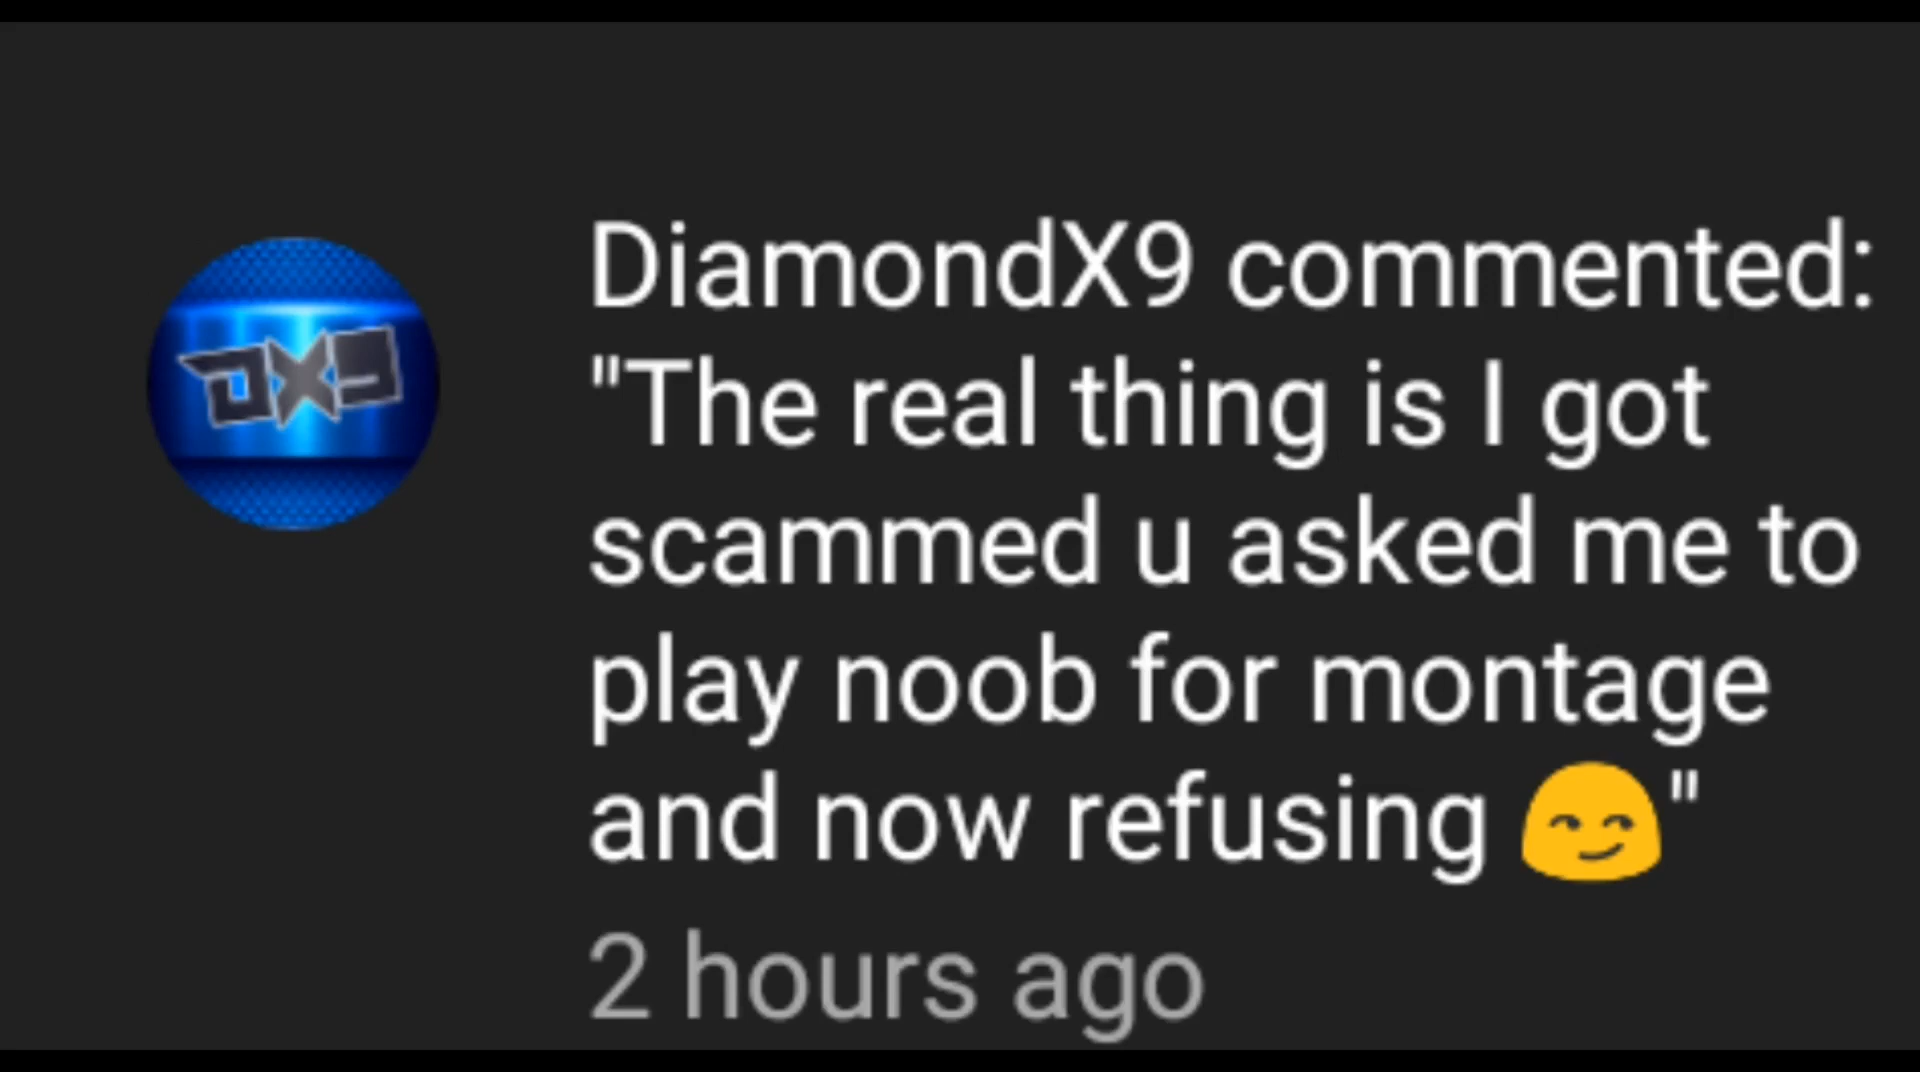 DX9
DiamondX9 commented:
"The real thing is I got
scammed u asked me to
play noob for montage
and now refusing 😏"
2 hours ago